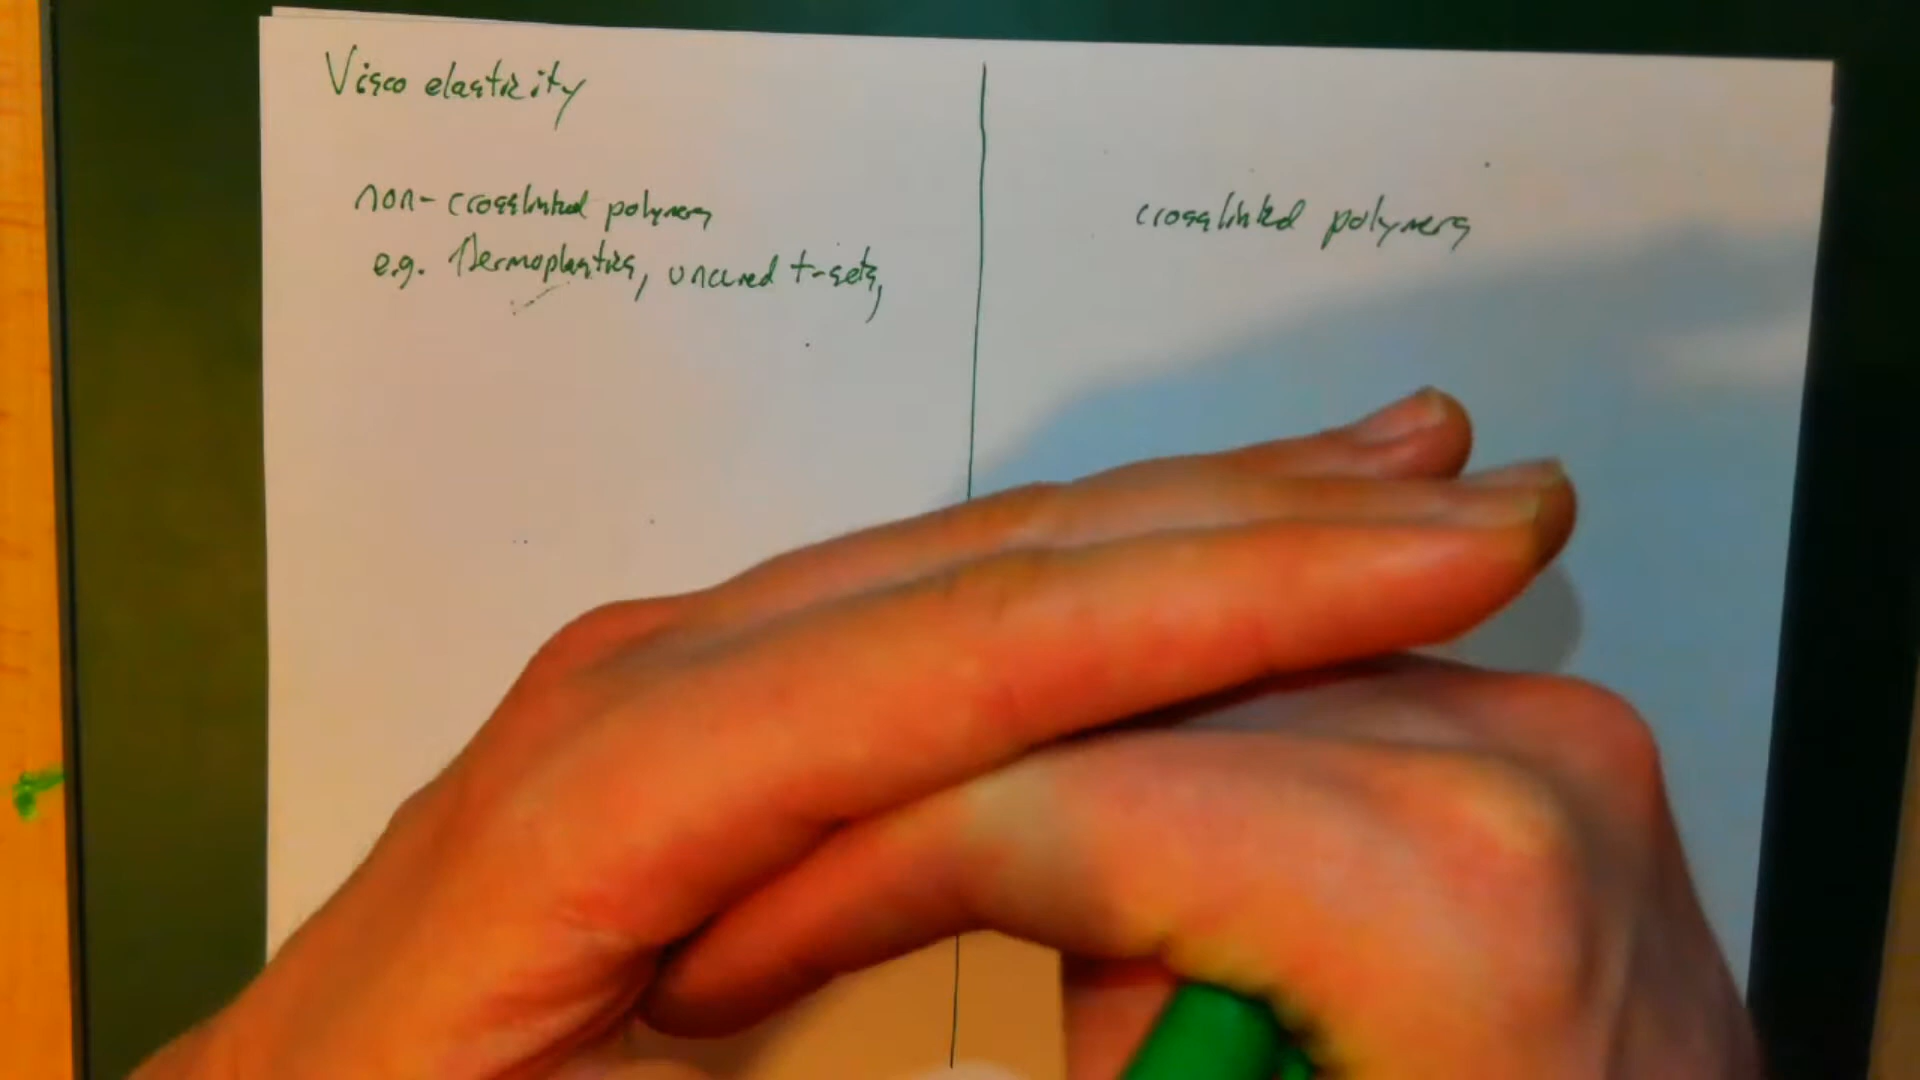 Visco elasticity
non-crosslinked polymers
e.g. Thermoplastics, uncured t-sets,
crosslinked polymers